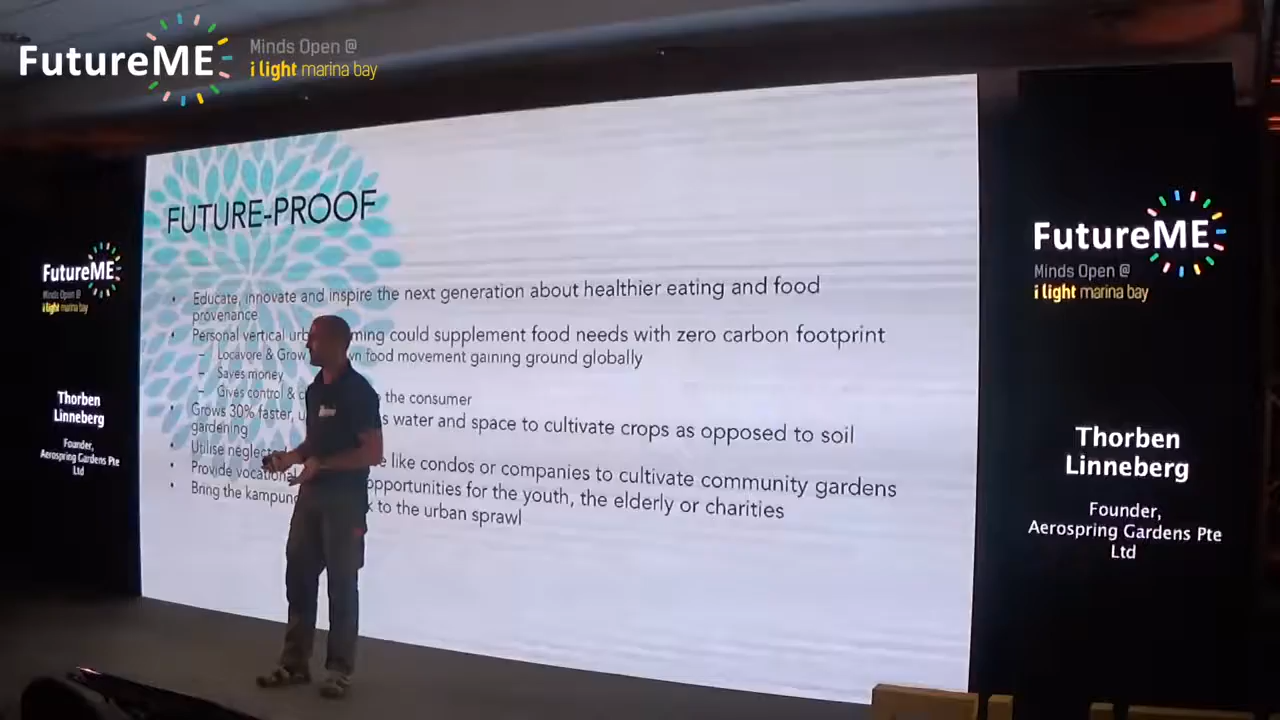 FutureME
Minds Open @
i light marina bay
FUTURE-PROOF
Educate, innovate and inspire the next generation about healthier eating and food
provenance
Personal vertical urb ming could supplement food needs with zero carbon footprint
– Locavore & Grow vn food movement gaining ground globally
– Saves money
– Gives control & c the consumer
Grows 30% faster, u s water and space to cultivate crops as opposed to soil
gardening
Utilise neglecte e like condos or companies to cultivate community gardens
Provide vocational opportunities for the youth, the elderly or charities
Bring the kampung k to the urban sprawl
FutureME
Minds Open @
i light marina bay
Thorben
Linneberg
Founder,
Aerospring Gardens Pte
Ltd
FutureME
Minds Open @
i light marina bay
Thorben
Linneberg
Founder,
Aerospring Gardens Pte
Ltd